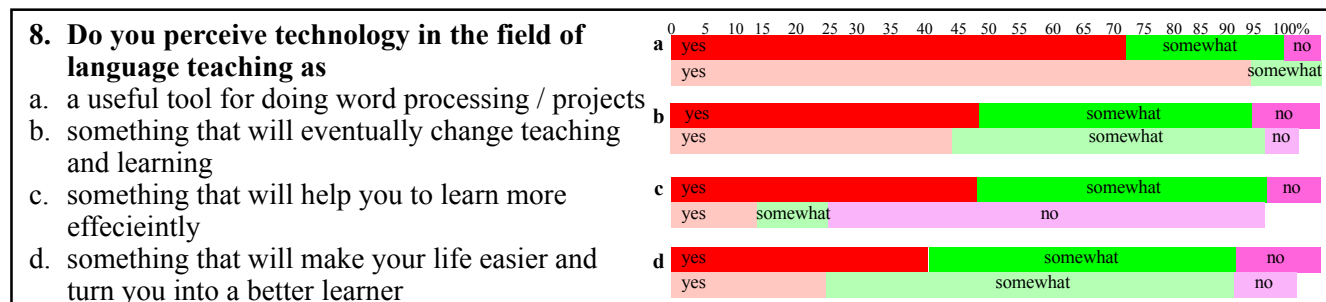 8. Do you perceive technology in the field of
language teaching as
a. a useful tool for doing word processing / projects
b. something that will eventually change teaching
and learning
c. something that will help you to learn more
effecieintly
d. something that will make your life easier and
turn you into a better learner
0 5 10 15 20 25 30 35 40 45 50 55 60 65 70 75 80 85 90 95 100%
a yes somewhat no
yes somewhat
b yes somewhat no
yes somewhat no
c yes somewhat no
yes somewhat no
d yes somewhat no
yes somewhat no